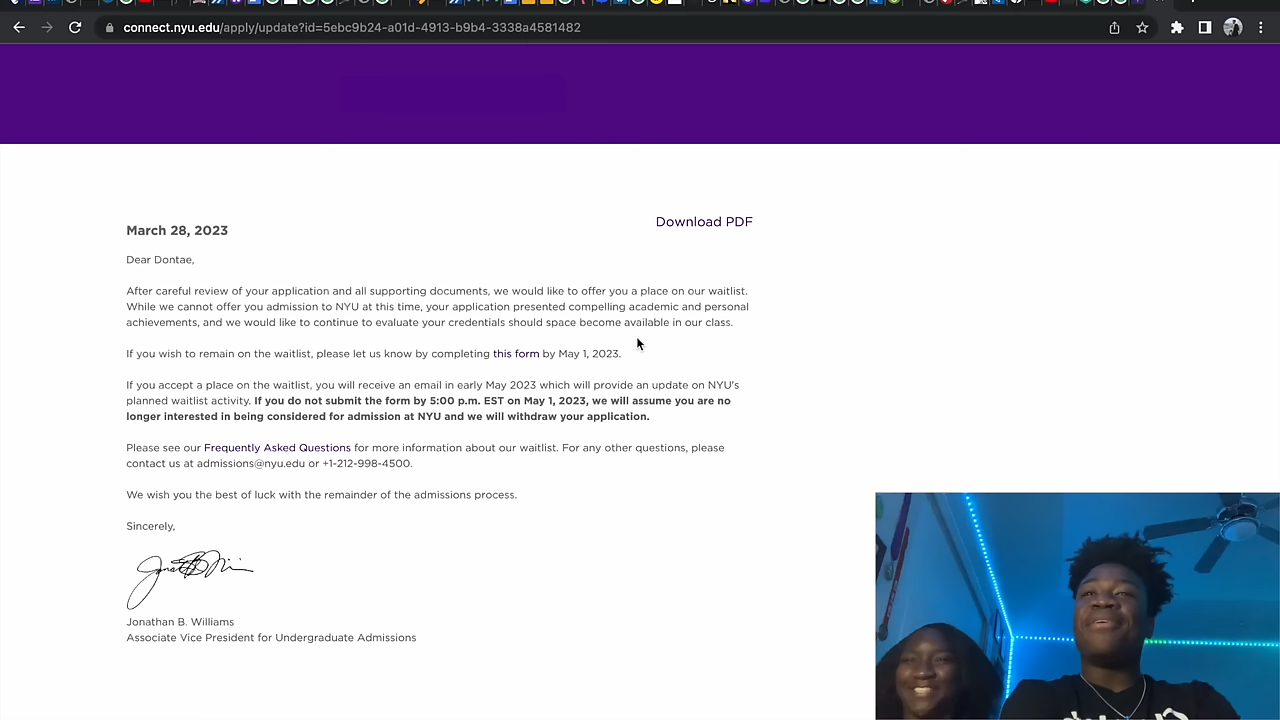 connect.nyu.edu/apply/update?id=5ebc9b24-a01d-4913-b9b4-3338a4581482
Download PDF
March 28, 2023
Dear Dontae,
After careful review of your application and all supporting documents, we would like to offer you a place on our waitlist.
While we cannot offer you admission to NYU at this time, your application presented compelling academic and personal
achievements, and we would like to continue to evaluate your credentials should space become available in our class.
If you wish to remain on the waitlist, please let us know by completing this form by May 1, 2023.
If you accept a place on the waitlist, you will receive an email in early May 2023 which will provide an update on NYU's
planned waitlist activity. If you do not submit the form by 5:00 p.m. EST on May 1, 2023, we will assume you are no
longer interested in being considered for admission at NYU and we will withdraw your application.
Please see our Frequently Asked Questions for more information about our waitlist. For any other questions, please
contact us at admissions@nyu.edu or +1-212-998-4500.
We wish you the best of luck with the remainder of the admissions process.
Sincerely,
Jonathan B. Williams
Associate Vice President for Undergraduate Admissions